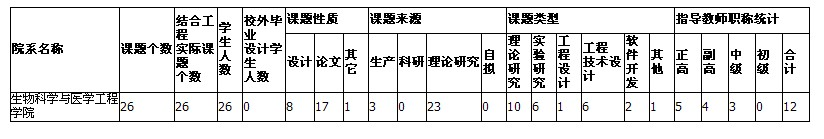 院系名称 课题个数 结合工程实际课题个数 学生人数 校外毕业设计学生人数 课题性质 课题来源 课题类型 指导教师职称统计
设计 论文 其它 生产 科研 理论研究 自拟 理论研究 实验研究 工程设计 工程技术设计 软件开发 其他 正高 副高 中级 初级 合计
生物科学与医学工程学院 26 26 26 0 8 17 1 3 0 23 0 10 6 1 6 2 1 5 4 3 0 12